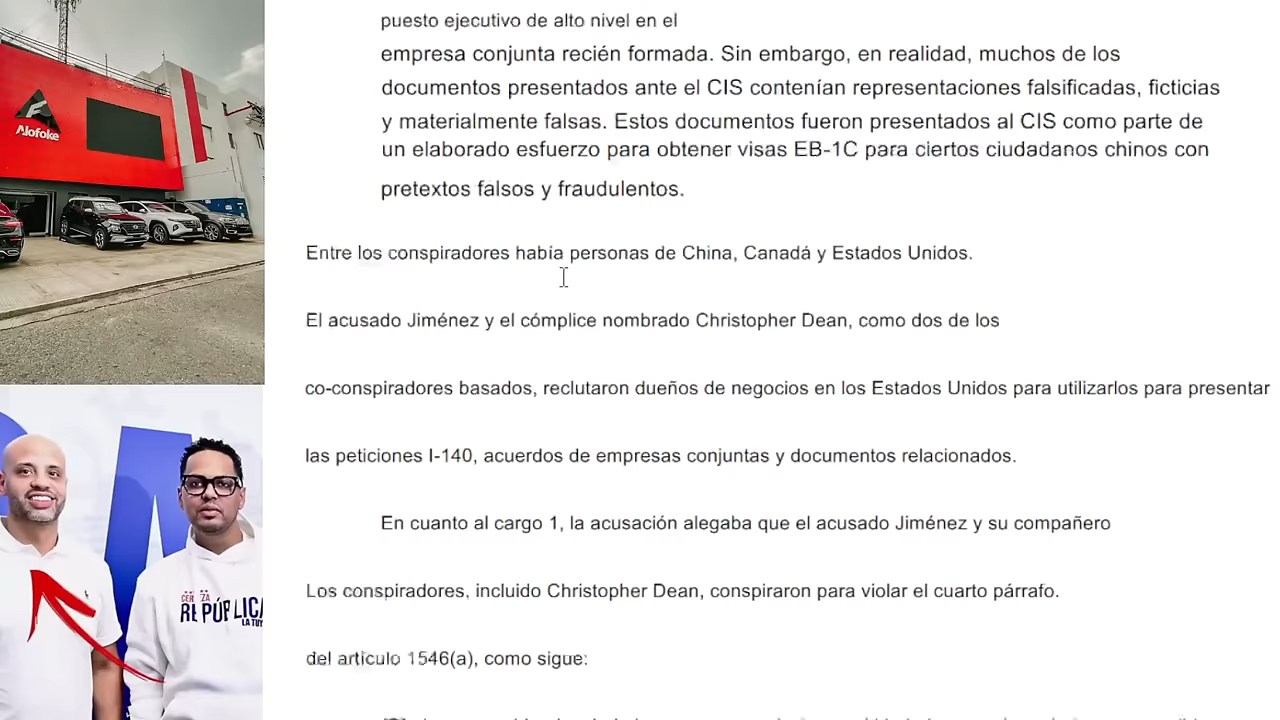 puesto ejecutivo de alto nivel en el
empresa conjunta recién formada. Sin embargo, en realidad, muchos de los
documentos presentados ante el CIS contenían representaciones falsificadas, ficticias
y materialmente falsas. Estos documentos fueron presentados al CIS como parte de
un elaborado esfuerzo para obtener visas EB-1C para ciertos ciudadanos chinos con
pretextos falsos y fraudulentos.
Entre los conspiradores había personas de China, Canadá y Estados Unidos.
El acusado Jiménez y el cómplice nombrado Christopher Dean, como dos de los
co-conspiradores basados, reclutaron dueños de negocios en los Estados Unidos para utilizarlos para presentar
las peticiones I-140, acuerdos de empresas conjuntas y documentos relacionados.
En cuanto al cargo 1, la acusación alegaba que el acusado Jiménez y su compañero
Los conspiradores, incluido Christopher Dean, conspiraron para violar el cuarto párrafo.
del artículo 1546(a), como sigue:
Alofoke
REPÚBLICA
LA TUY